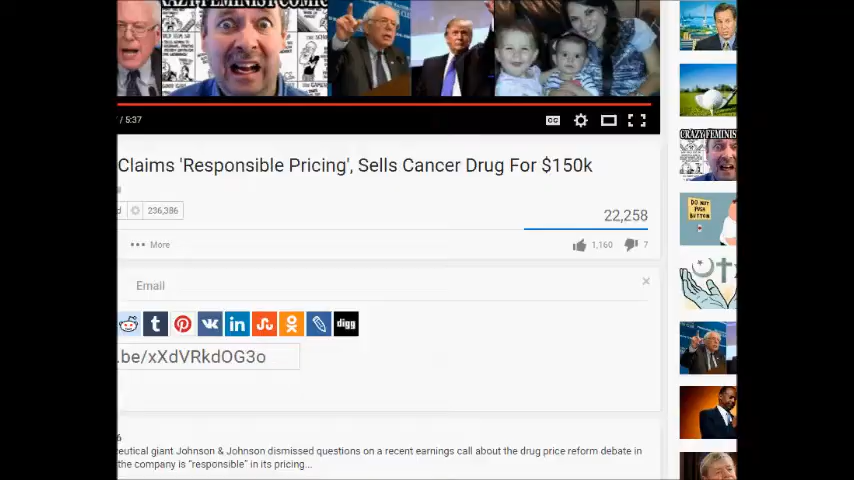 CRAZY FEMINIST COMIC
/ 5:37
CC
Claims 'Responsible Pricing', Sells Cancer Drug For $150k
236,386
22,258
••• More
1,160
7
Email
digg
.be/xXdVRkdOG3o
eutical giant Johnson & Johnson dismissed questions on a recent earnings call about the drug price reform debate in
the company is "responsible" in its pricing...
CRAZY FEMINIST
DO NOT
PUSH
BUTTON